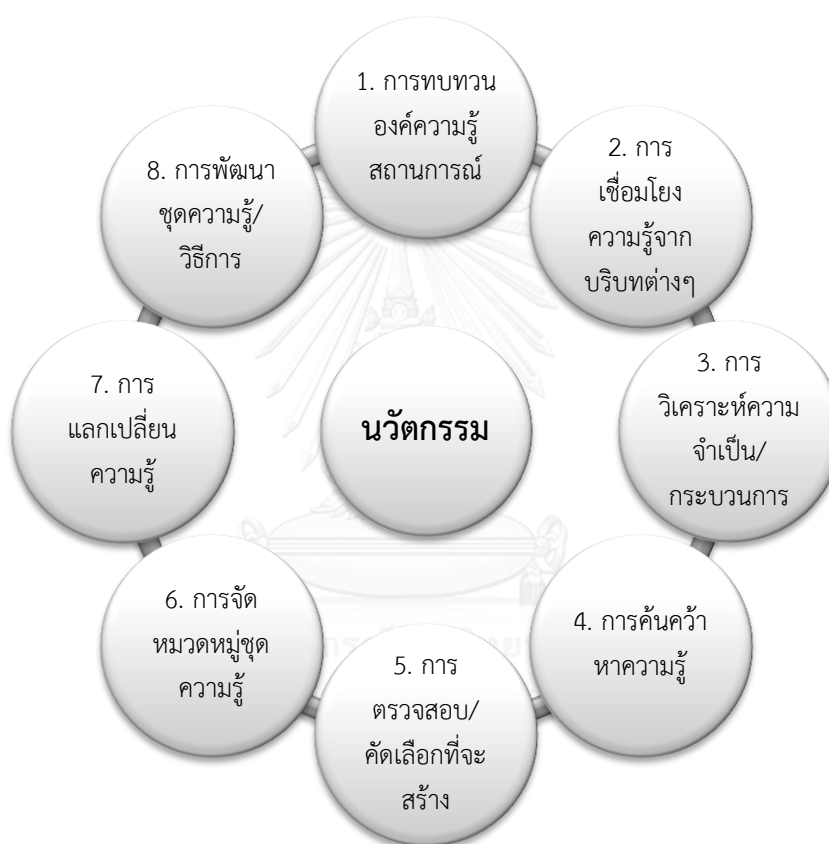 1. การทบทวน
องค์ความรู้
สถานการณ์
2. การ
เชื่อมโยง
ความรู้จาก
บริบทต่างๆ
3. การ
วิเคราะห์ความ
จำเป็น/
กระบวนการ
4. การค้นคว้า
หาความรู้
5. การ
ตรวจสอบ/
คัดเลือกที่จะ
สร้าง
6. การจัด
หมวดหมู่ชุด
ความรู้
7. การ
แลกเปลี่ยน
ความรู้
8. การพัฒนา
ชุดความรู้/
วิธีการ
นวัตกรรม